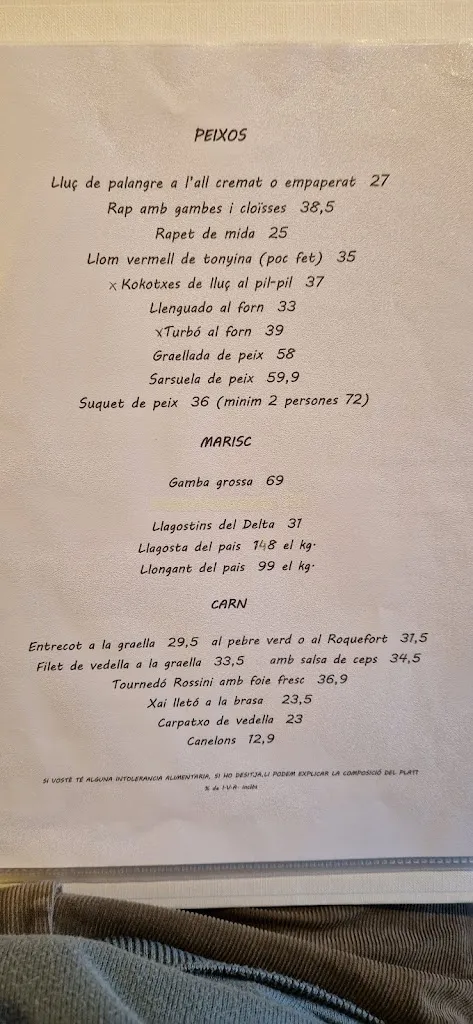 PEIXOS
Lluç de palangre a l'all cremat o empaperat 27
Rap amb gambes i cloïsses 38,5
Rapet de mida 25
Llom vermell de tonyina (poc fet) 35
x Kokotxes de lluç al pil-pil 37
Llenguado al forn 33
xTurbó al forn 39
Graellada de peix 58
Sarsuela de peix 59,9
Suquet de peix 36 (minim 2 persones 72)
MARISC
Gamba grossa 69
Llagostins del Delta 31
Llagosta del pais 148 el kg.
Llongant del pais 99 el kg.
CARN
Entrecot a la graella 29,5 al pebre verd o al Roquefort 31,5
Filet de vedella a la graella 33,5 amb salsa de ceps 34,5
Tournedó Rossini amb foie fresc 36,9
Xai lletó a la brasa 23,5
Carpatxo de vedella 23
Canelons 12,9
SI VOSTÈ TÉ ALGUNA INTOLERANCIA ALIMENTARIA, SI HO DESITJA,LI PODEM EXPLICAR LA COMPOSICIÓ DEL PLATT
% de I·V·A· inclòs